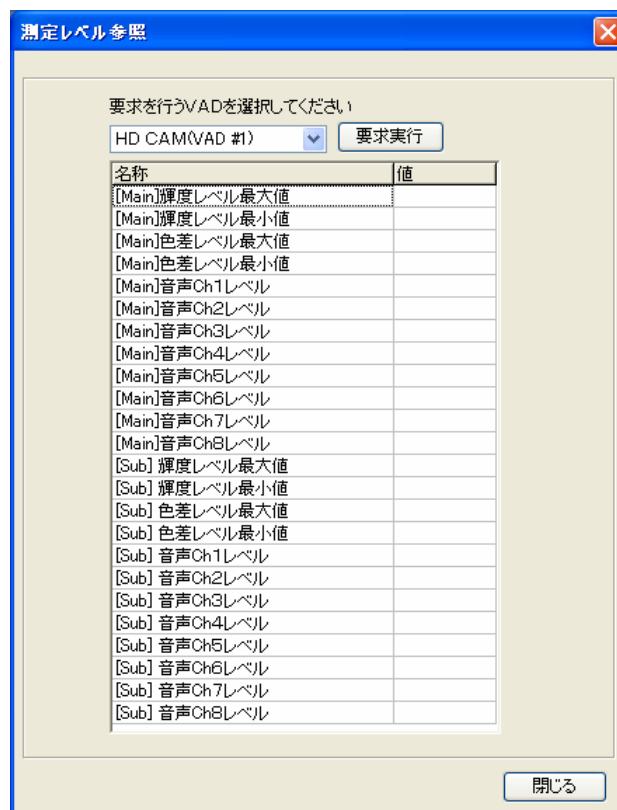 測定レベル参照
要求を行うVADを選択してください
HD CAM(VAD #1) 要求実行
名称 値
[Main]輝度レベル最大値
[Main]輝度レベル最小値
[Main]色差レベル最大値
[Main]色差レベル最小値
[Main]音声Ch1レベル
[Main]音声Ch2レベル
[Main]音声Ch3レベル
[Main]音声Ch4レベル
[Main]音声Ch5レベル
[Main]音声Ch6レベル
[Main]音声Ch7レベル
[Main]音声Ch8レベル
[Sub] 輝度レベル最大値
[Sub] 輝度レベル最小値
[Sub] 色差レベル最大値
[Sub] 色差レベル最小値
[Sub] 音声Ch1レベル
[Sub] 音声Ch2レベル
[Sub] 音声Ch3レベル
[Sub] 音声Ch4レベル
[Sub] 音声Ch5レベル
[Sub] 音声Ch6レベル
[Sub] 音声Ch7レベル
[Sub] 音声Ch8レベル
閉じる